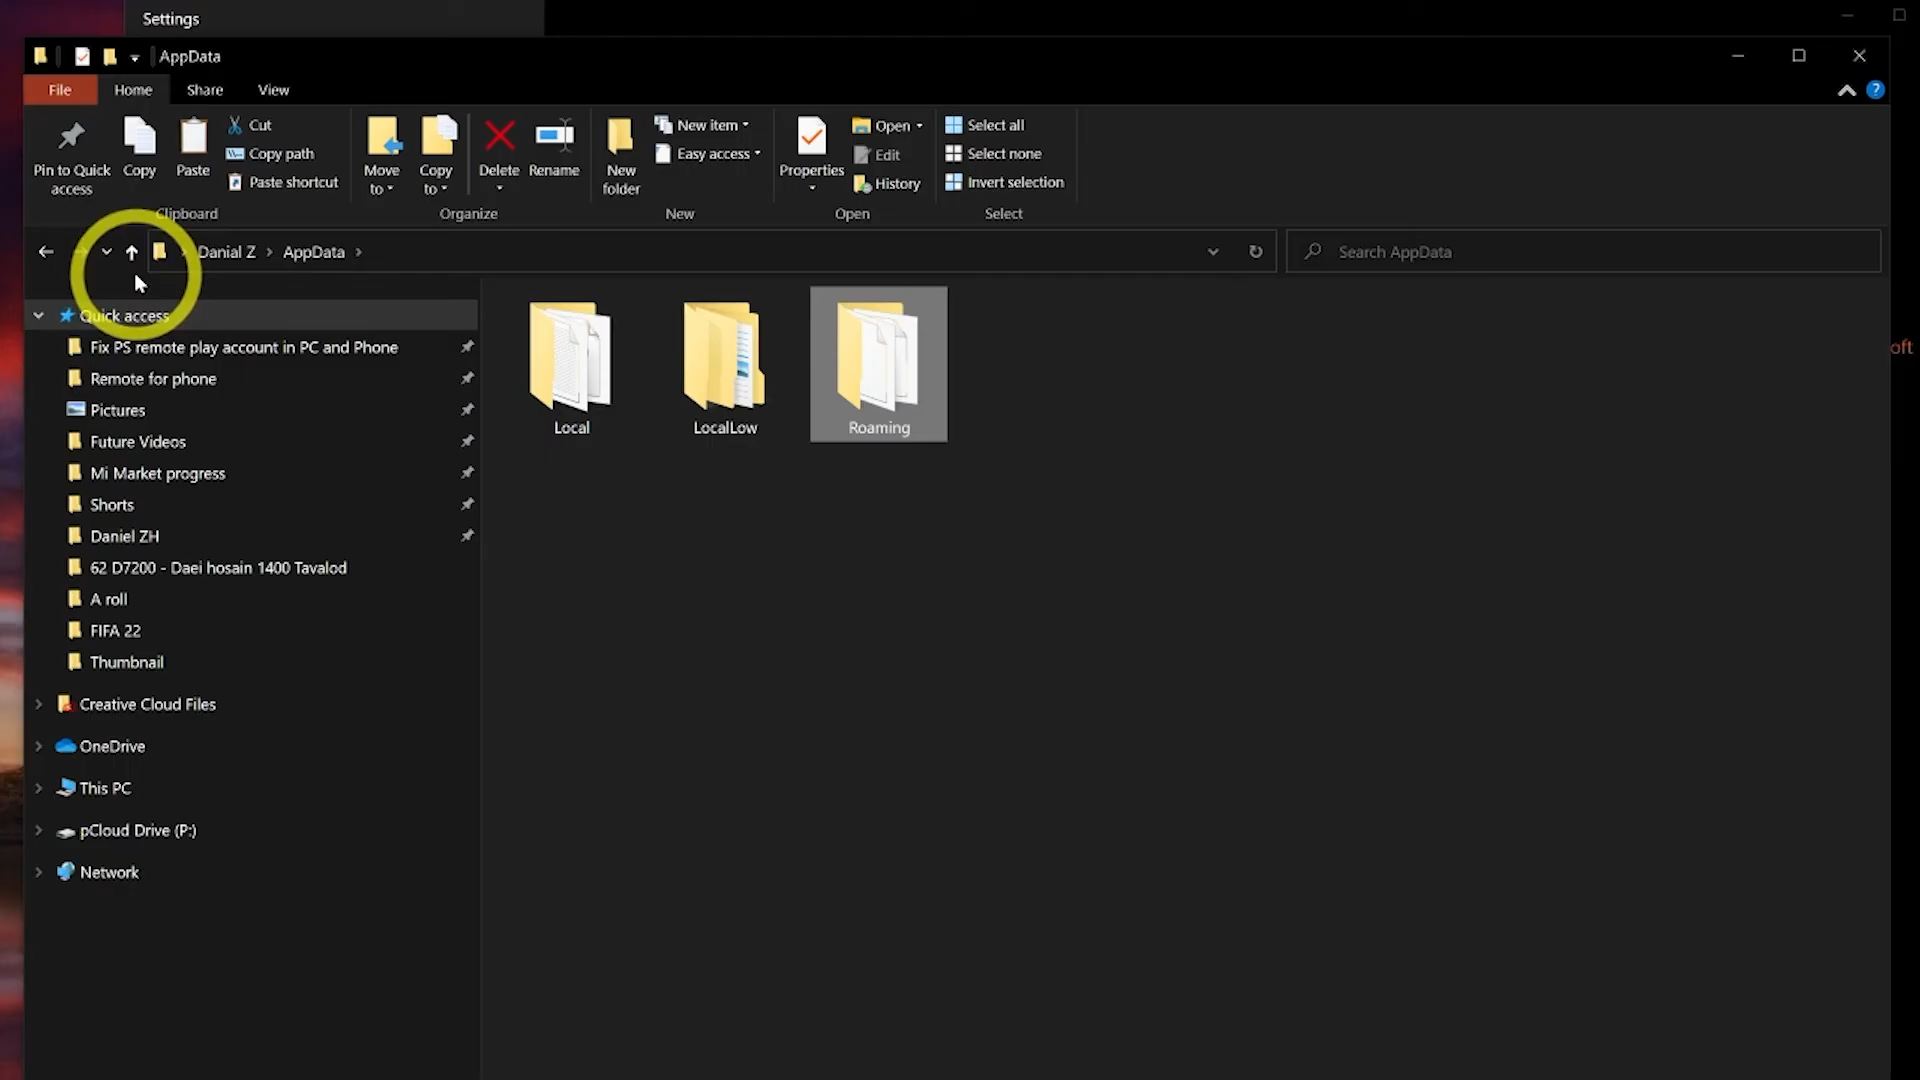 Settings
AppData
File Home Share View
?
Pin to Quick access
Copy
Paste
Cut
Copy path
Paste shortcut
Clipboard
Move to
Copy to
Delete
Rename
Organize
New folder
New item
Easy access
New
Properties
Open
Edit
History
Open
Select all
Select none
Invert selection
Select
Danial Z > AppData >
Search AppData
Quick access
Fix PS remote play account in PC and Phone
Remote for phone
Pictures
Future Videos
Mi Market progress
Shorts
Daniel ZH
62 D7200 - Daei hosain 1400 Tavalod
A roll
FIFA 22
Thumbnail
Creative Cloud Files
OneDrive
This PC
pCloud Drive (P:)
Network
Local
LocalLow
Roaming
oft